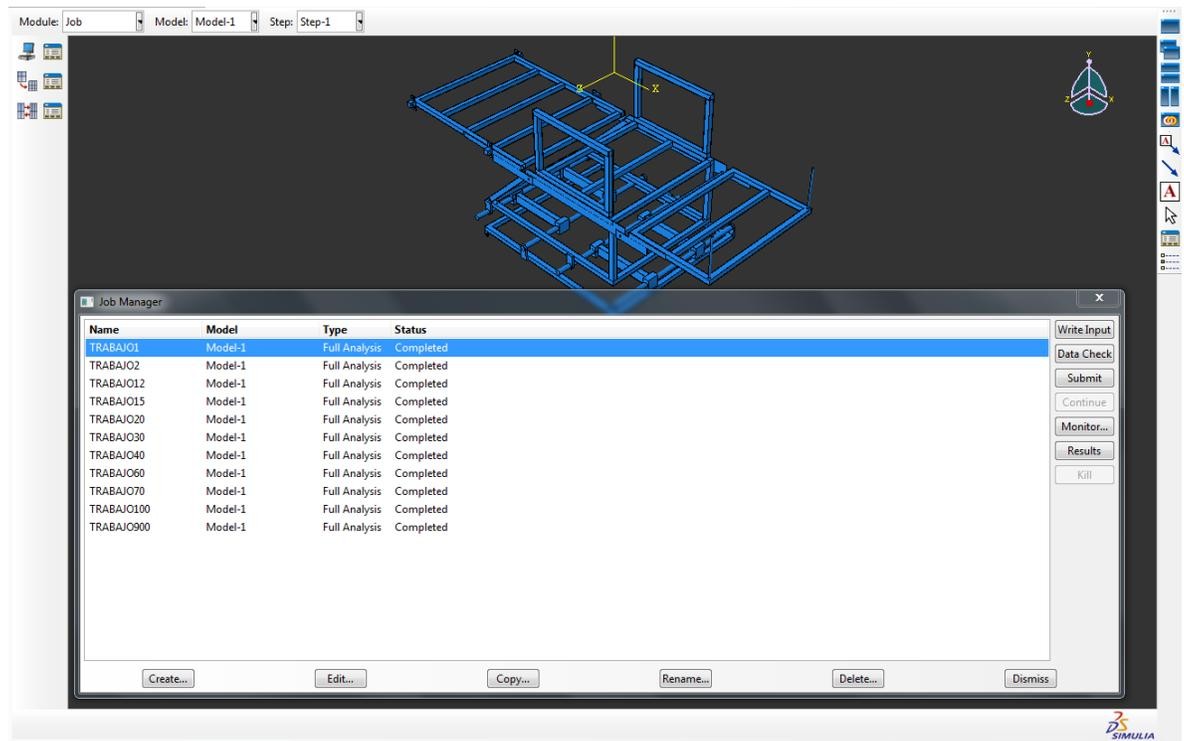 Module: Job Model: Model-1 Step: Step-1
Y
Z X
Z X
A
A
Job Manager X
Name Model Type Status
TRABAJO1 Model-1 Full Analysis Completed
TRABAJO2 Model-1 Full Analysis Completed
TRABAJO12 Model-1 Full Analysis Completed
TRABAJO15 Model-1 Full Analysis Completed
TRABAJO20 Model-1 Full Analysis Completed
TRABAJO30 Model-1 Full Analysis Completed
TRABAJO40 Model-1 Full Analysis Completed
TRABAJO60 Model-1 Full Analysis Completed
TRABAJO70 Model-1 Full Analysis Completed
TRABAJO100 Model-1 Full Analysis Completed
TRABAJO900 Model-1 Full Analysis Completed
Write Input
Data Check
Submit
Continue
Monitor...
Results
Kill
Create... Edit... Copy... Rename... Delete... Dismiss
SIMULIA